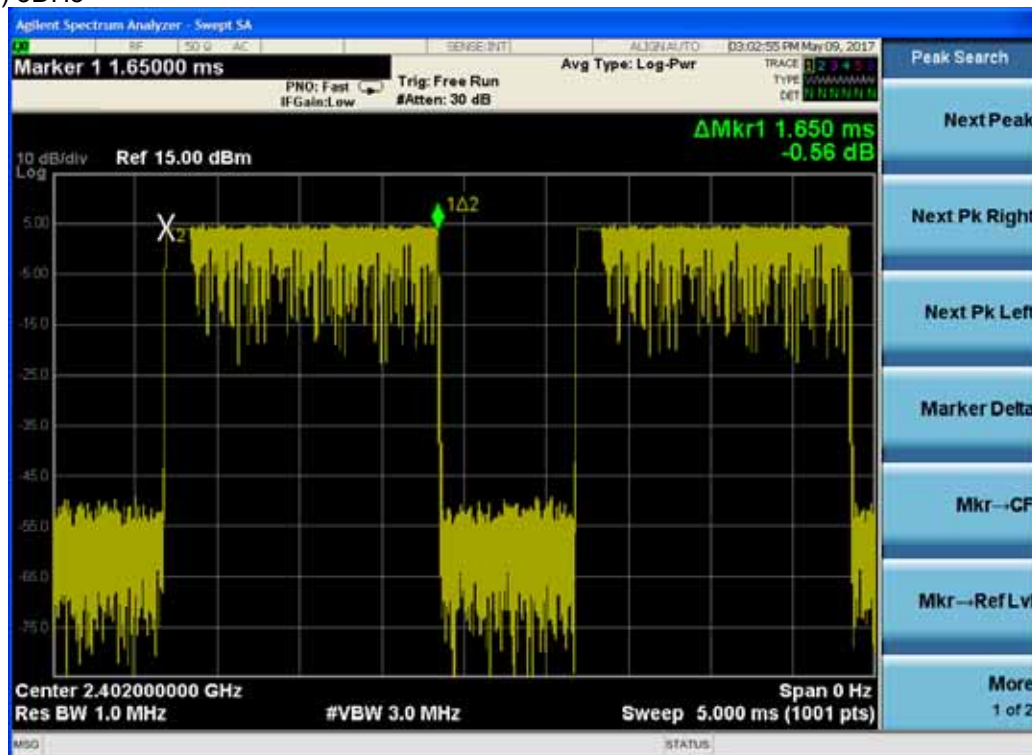 Agilent Spectrum Analyzer - Swept SA
RF 50 Ω AC SENSE:INT ALIGN AUTO 03:02:55 PM May 09, 2017
Marker 1 1.65000 ms
PNO: Fast
IFGain:Low
Trig: Free Run
#Atten: 30 dB
Avg Type: Log-Pwr
TRACE 1 2 3 4 5 6
TYPE
DET N N N N N N
ΔMkr1 1.650 ms
-0.56 dB
10 dB/div Ref 15.00 dBm
Log
1Δ2
X2
5.00
-5.00
-15.0
-25.0
-35.0
-45.0
-55.0
-65.0
-75.0
Center 2.402000000 GHz Span 0 Hz
Res BW 1.0 MHz #VBW 3.0 MHz Sweep 5.000 ms (1001 pts)
MSG STATUS
Peak Search
Next Peak
Next Pk Right
Next Pk Left
Marker Delta
Mkr→CF
Mkr→Ref Lvl
More
1 of 2